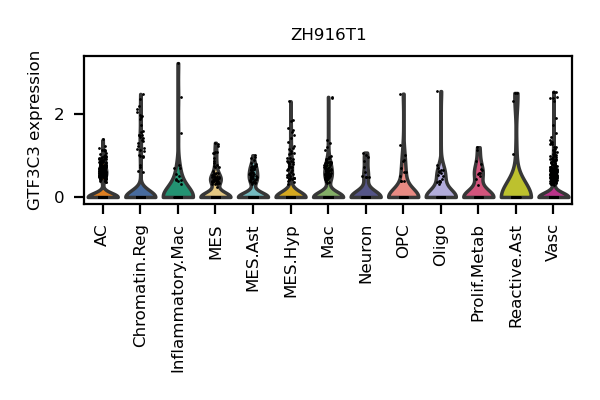 ZH916T1
GTF3C3 expression
2
0
AC
Chromatin.Reg
Inflammatory.Mac
MES
MES.Ast
MES.Hyp
Mac
Neuron
OPC
Oligo
Prolif.Metab
Reactive.Ast
Vasc